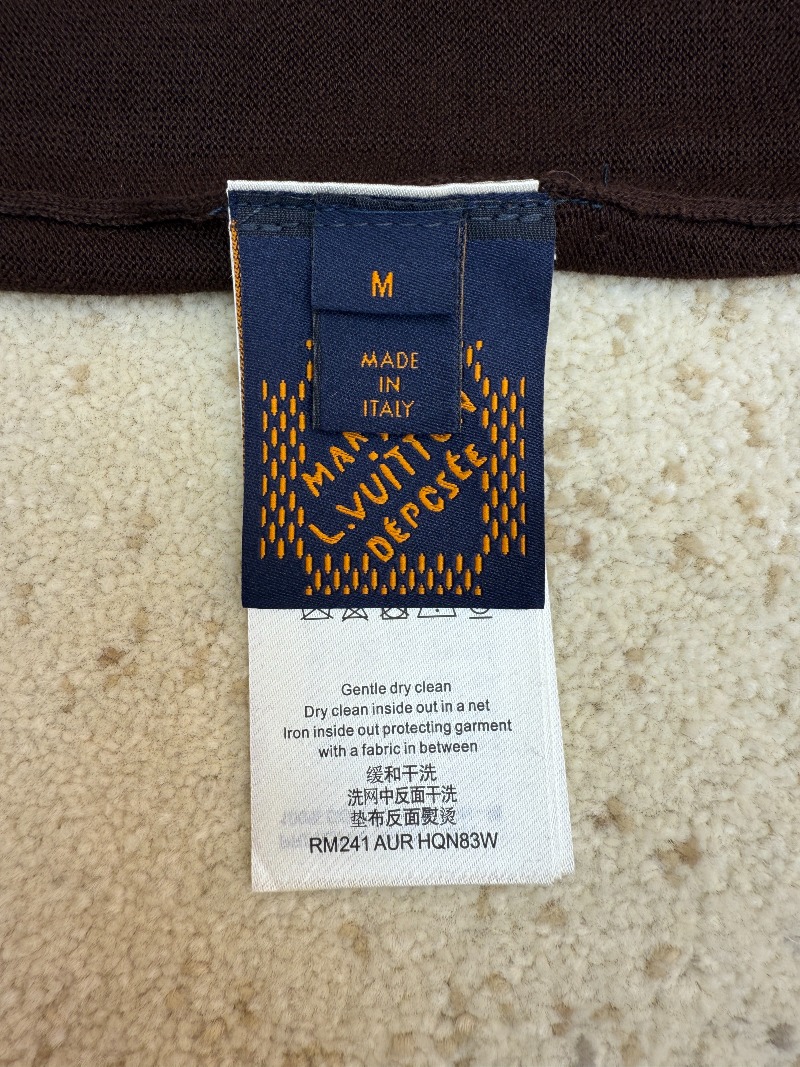 M
MADE
IN
ITALY
L.VUITTON
DÉPOSÉE
Gentle dry clean
Dry clean inside out in a net
Iron inside out protecting garment
with a fabric in between
缓和干洗
洗网中反面干洗
垫布反面熨烫
RM241 AUR HQN83W